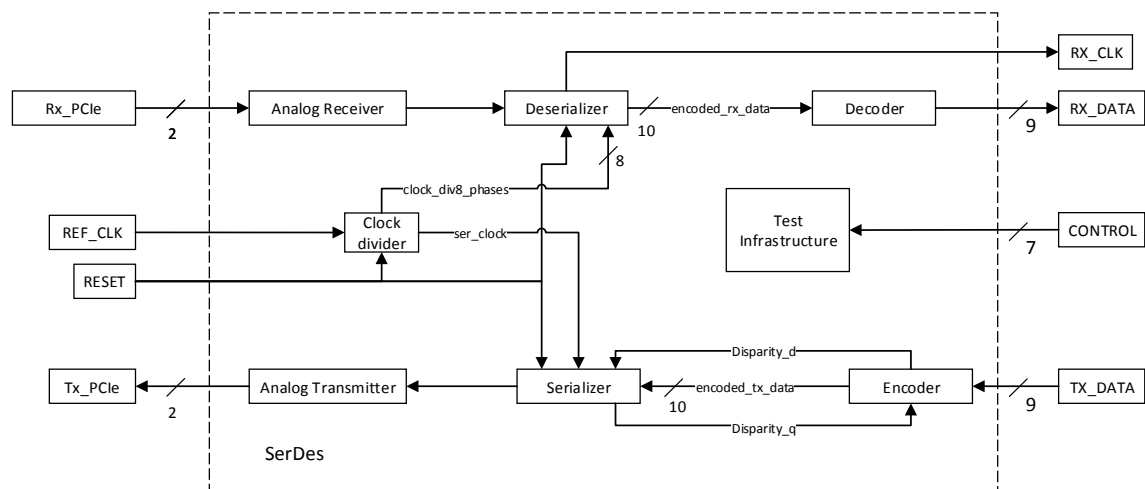 RX_CLK
Rx_PCIe
2
Analog Receiver
Deserializer
10
encoded_rx_data
Decoder
9
RX_DATA
8
clock_div8_phases
REF_CLK
Clock
divider
ser_clock
Test
Infrastructure
7
CONTROL
RESET
Disparity_d
Tx_PCIe
2
Analog Transmitter
Serializer
10
encoded_tx_data
Encoder
9
TX_DATA
Disparity_q
SerDes